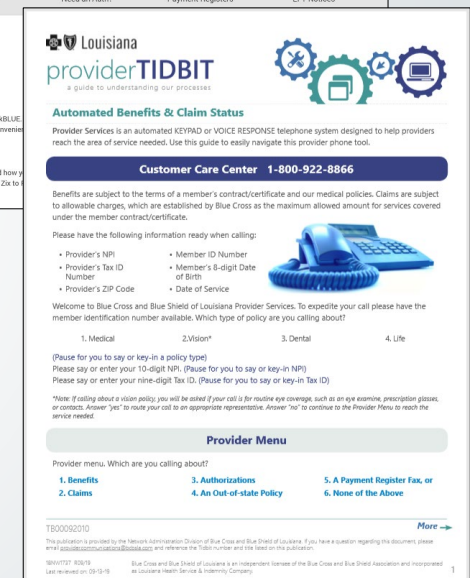 Need an Auth?
Payment Registers
EFT Notices
kBLUE.
d how y
Zix to
Louisiana
providerTIDBIT
a guide to understanding our processes
Automated Benefits & Claim Status
Provider Services is an automated KEYPAD or VOICE RESPONSE telephone system designed to help providers
reach the area of service needed. Use this guide to easily navigate this provider phone tool.
Customer Care Center 1-800-922-8866
Benefits are subject to the terms of a member's contract/certificate and our medical policies. Claims are subject
to allowable charges, which are established by Blue Cross as the maximum allowed amount for services covered
under the member contract/certificate.
Please have the following information ready when calling:
• Provider's NPI
• Provider's Tax ID
Number
• Provider's ZIP Code
• Member ID Number
• Member's 8-digit Date
of Birth
• Date of Service
Welcome to Blue Cross and Blue Shield of Louisiana Provider Services. To expedite your call please have the
member identification number available. Which type of policy are you calling about?
1. Medical 2.Vision* 3. Dental 4. Life
(Pause for you to say or key-in a policy type)
Please say or enter your 10-digit NPI. (Pause for you to say or key-in NPI)
Please say or enter your nine-digit Tax ID. (Pause for you to say or key-in Tax ID)
*Note: If calling about a vision policy, you will be asked if your call is for routine eye coverage, such as an eye examine, prescription glasses,
or contacts. Answer "yes" to route your call to an appropriate representative. Answer "no" to continue to the Provider Menu to reach the
service needed.
Provider Menu
Provider menu. Which are you calling about?
1. Benefits 3. Authorizations 5. A Payment Register Fax, or
2. Claims 4. An Out-of-state Policy 6. None of the Above
More
TB00092010
This publication is provided by the Network Administration Division of Blue Cross and Blue Shield of Louisiana. If you have a question regarding this document, please
email provider.communications@bcbsla.com and reference the Tidbit number and title listed on this publication.
18NW1737 R09/19
Last reviewed on: 09-13-19
Blue Cross and Blue Shield of Louisiana is an independent licensee of the Blue Cross and Blue Shield Association and incorporated
as Louisiana Health Service & Indemnity Company.
1